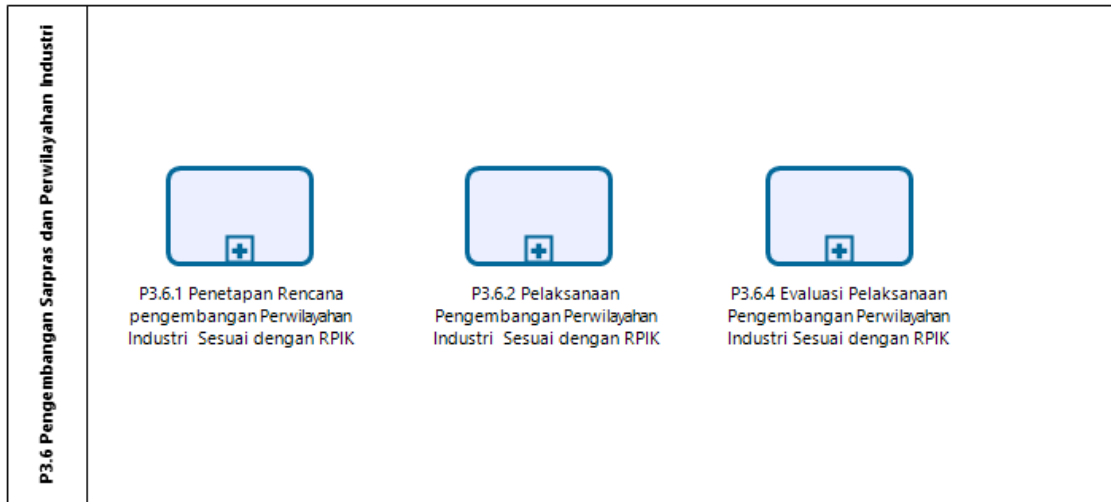 P3.6 Pengembangan Sarpras dan Perwilayahan Industri
P3.6.1 Penetapan Rencana
pengembangan Perwilayahan
Industri  Sesuai dengan RPIK
P3.6.2 Pelaksanaan
Pengembangan Perwilayahan
Industri  Sesuai dengan RPIK
P3.6.4 Evaluasi Pelaksanaan
Pengembangan Perwilayahan
Industri Sesuai dengan RPIK